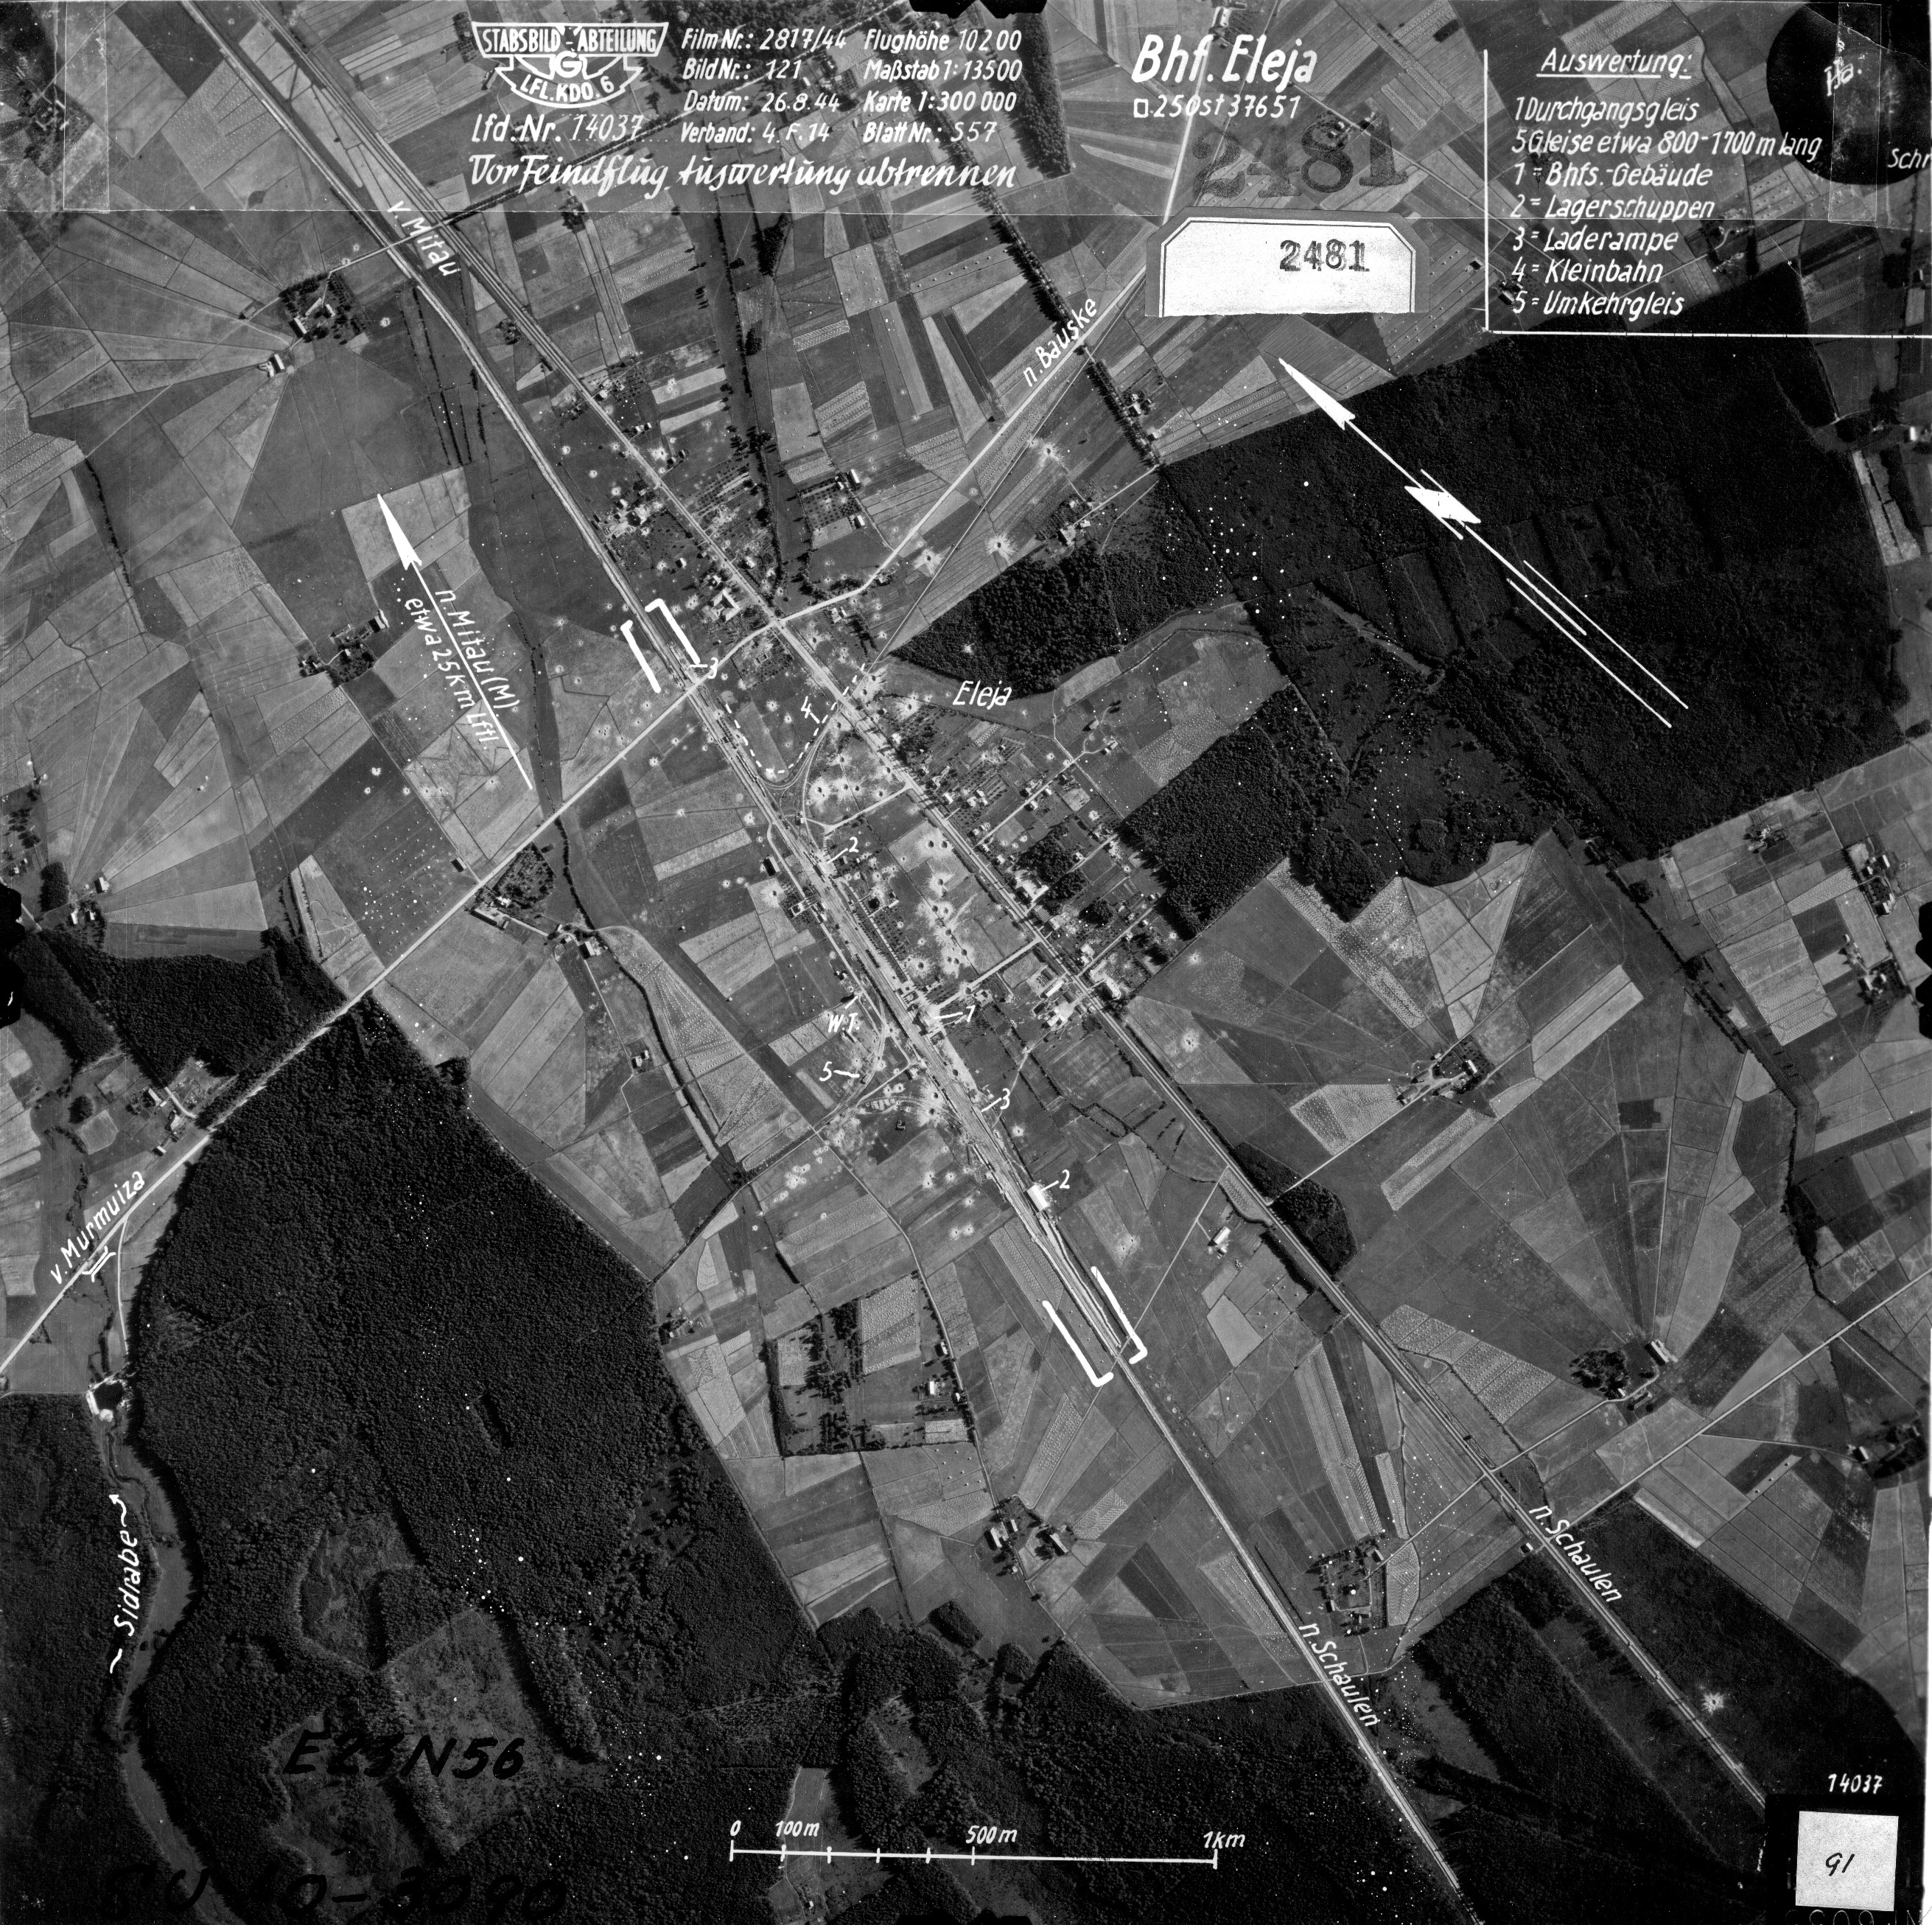 STABSBILD-ABTEILUNG
G
LFL.KDO.6
Lfd.Nr. 14037
Film Nr.: 2817/44
Bild Nr.: 121
Datum: 26.8.44
Verband: 4.F.14
Flughöhe 10200
Maßstab 1:13500
Karte 1:300 000
Blatt Nr.: S57
Vor Feindflug Auswertung abtrennen
Bhf. Eleja
25 Ost 37651
2481
2481
Auswertung:
1 Durchgangsgleis
5 Gleise etwa 800-1700 m lang
1 = Bhfs.-Gebäude
2 = Lagerschuppen
3 = Laderampe
4 = Kleinbahn
5 = Umkehrgleis
v. Mitau
n. Bauske
n. Mitau (M)
etwa 25 km lftl.
3
4
Eleja
2
W.T.
1
5
3
2
v. Murmuiza
Sidrabe
n. Schaulen
n. Schaulen
E23N56
0 100m 500m 1km
14037
91